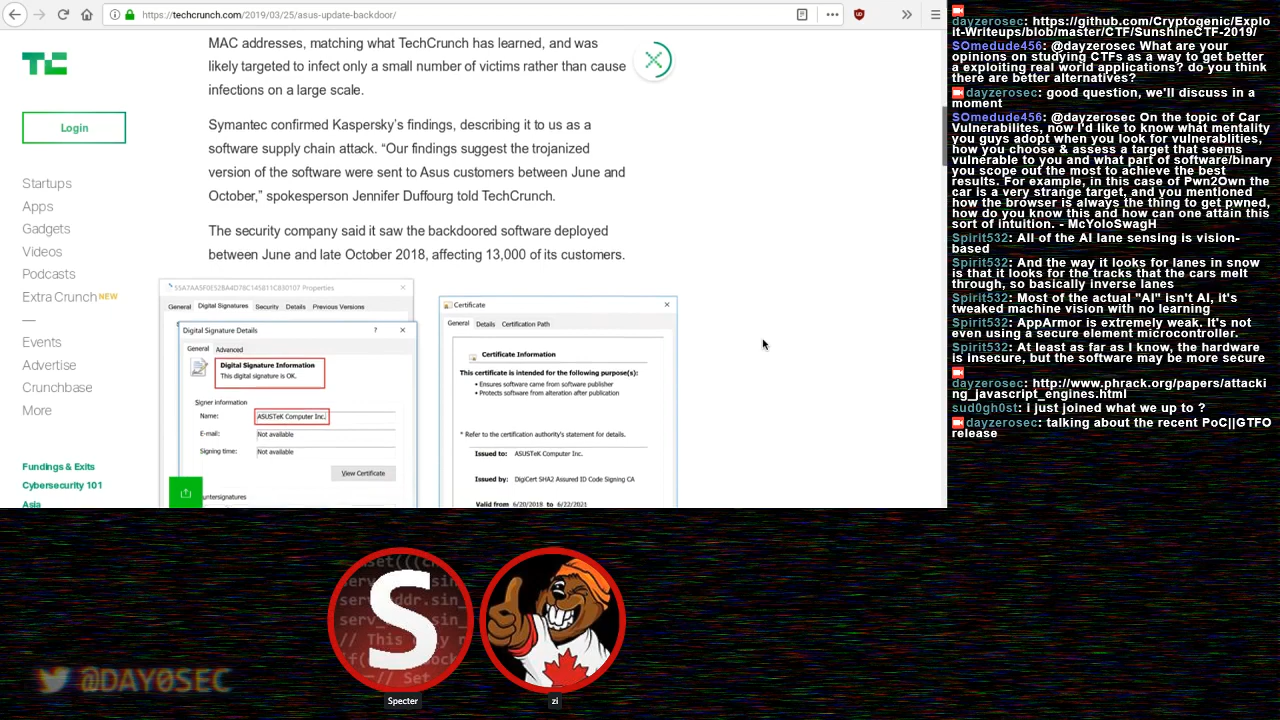 https://techcrunch.com/2019/03/25/asus-update-backdoor/
TC
Login
Startups
Apps
Gadgets
Videos
Podcasts
Extra Crunch NEW
—
Events
Advertise
Crunchbase
More
Fundings & Exits
Cybersecurity 101
Asia
MAC addresses, matching what TechCrunch has learned, and was
likely targeted to infect only a small number of victims rather than cause
infections on a large scale.
Symantec confirmed Kaspersky's findings, describing it to us as a
software supply chain attack. “Our findings suggest the trojanized
version of the software were sent to Asus customers between June and
October,” spokesperson Jennifer Duffourg told TechCrunch.
The security company said it saw the backdoored software deployed
between June and late October 2018, affecting 13,000 of its customers.
Properties
General Digital Signatures Security Details Previous Versions
Digital Signature Details ?
General Advanced
Digital Signature Information
This digital signature is OK.
Signer information
Name: ASUSTeK Computer Inc.
E-mail: Not available
Signing time: Not available
View Certificate
Certificate
General Details Certification Path
Certificate Information
This certificate is intended for the following purpose(s):
• Ensures software came from software publisher
• Protects software from alteration after publication
* Refer to the certification authority's statement for details.
Issued to: ASUSTeK Computer Inc.
Issued by: DigiCert SHA2 Assured ID Code Signing CA
Valid from 6/20/2018 to 6/22/2021
dayzerosec: https://github.com/Cryptogenic/Explo
it-Writeups/blob/master/CTF/SunshineCTF-2019/
SOmedude456: @dayzerosec What are your
opinions on studying CTFs as a way to get better
a exploiting real world applications? do you think
there are better alternatives?
dayzerosec: good question, we'll discuss in a
moment
SOmedude456: @dayzerosec On the topic of Car
Vulnerabilites, now I'd like to know what mentality
you guys adopt when you look for vulnerabilities,
how you choose & assess a target that seems
vulnerable to you and what part of software/binary
you scope out the most to achieve the best
results. For example, in this case of Pwn2Own the
car is a very strange target, and you mentioned
how the browser is always the thing to get pwned,
how do you know this and how can one attain this
sort of intuition. - McYoloSwagH
Spirit532: All of the AI lane sensing is vision-
based
Spirit532: And the way it looks for lanes in snow
is that it looks for the tracks that the cars melt
through, so basically inverse lanes
Spirit532: Most of the actual "AI" isn't AI, it's
tweaked machine vision with no learning
Spirit532: AppArmor is extremely weak. It's not
even using a secure element microcontroller.
Spirit532: At least as far as I know, the hardware
is insecure, but the software may be more secure
dayzerosec: http://www.phrack.org/papers/attacki
ng_javascript_engines.html
sud0gh0st: I just joined what we up to ?
dayzerosec: talking about the recent PoC||GTFO
release
S
Specter
zi
@DAY0SEC